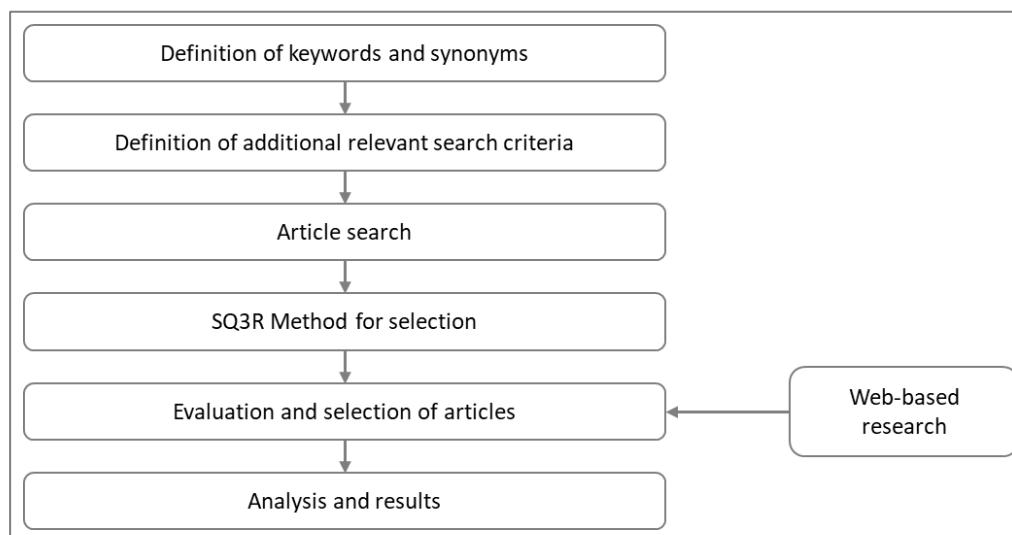 Definition of keywords and synonyms
Definition of additional relevant search criteria
Article search
SQ3R Method for selection
Evaluation and selection of articles
Web-based
research
Analysis and results